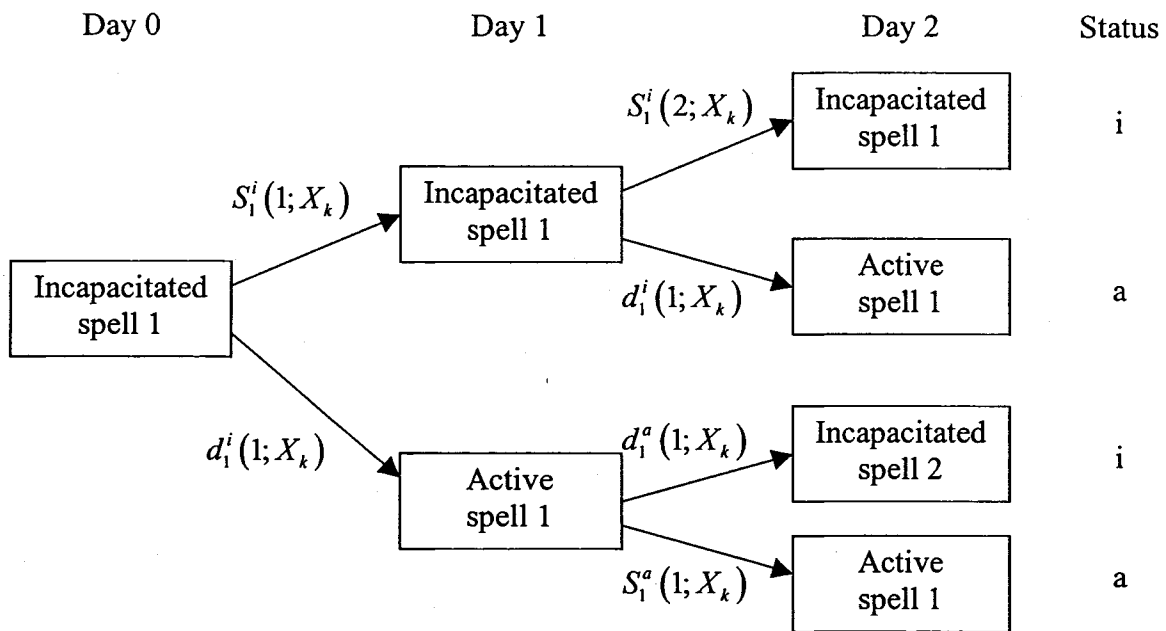 Day 0 Day 1 Day 2 Status
S_1^i(2; X_k)
Incapacitated
spell 1
i
S_1^i(1; X_k)
Incapacitated
spell 1
Incapacitated
spell 1
d_1^i(1; X_k)
Active
spell 1
a
d_1^i(1; X_k)
Active
spell 1
d_1^a(1; X_k)
Incapacitated
spell 2
i
S_1^a(1; X_k)
Active
spell 1
a